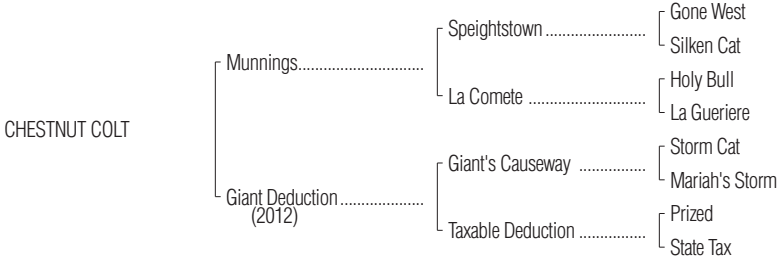 Gone West
Speightstown ........................
Silken Cat
Munnings.............................
Holy Bull
La Comete ............................
La Gueriere
CHESTNUT COLT
Storm Cat
Giant's Causeway ................
Mariah's Storm
Giant Deduction ....................
(2012)
Prized
Taxable Deduction ................
State Tax